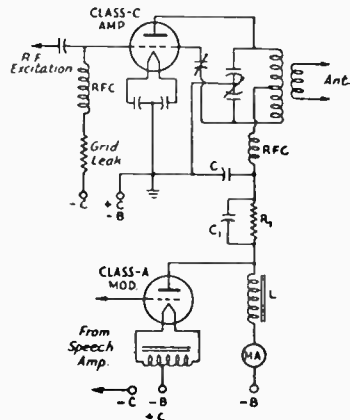 CLASS-C
AMP.
R.F.
Excitation
RFC
Grid
Leak
Ant.
RFC
C
-C
+C
-B
C1
R1
CLASS-A
MOD.
L
From
Speech
Amp.
MA
-C
-B
+C
-B